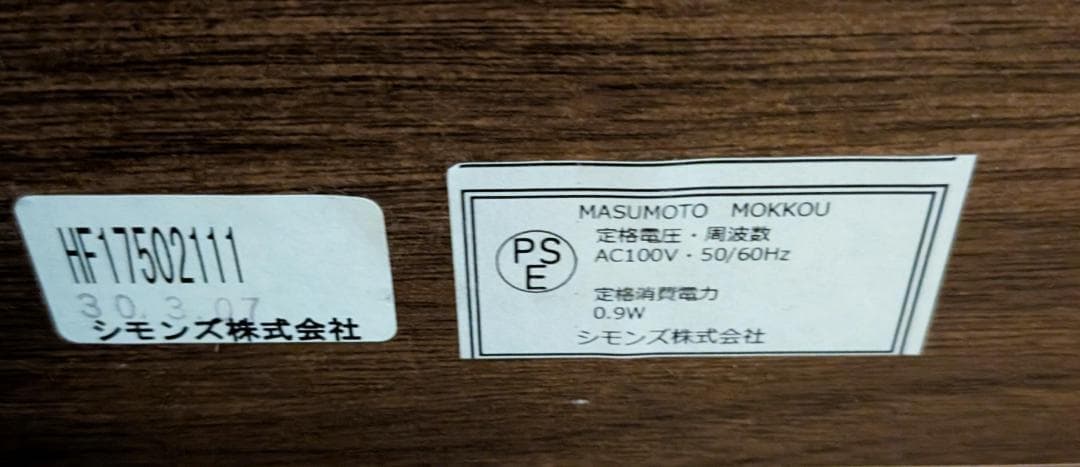 HF17502111
30.3.07
シモンズ株式会社
MASUMOTO MOKKOU
PS
E
定格電圧・周波数
AC100V・50/60Hz
定格消費電力
0.9W
シモンズ株式会社